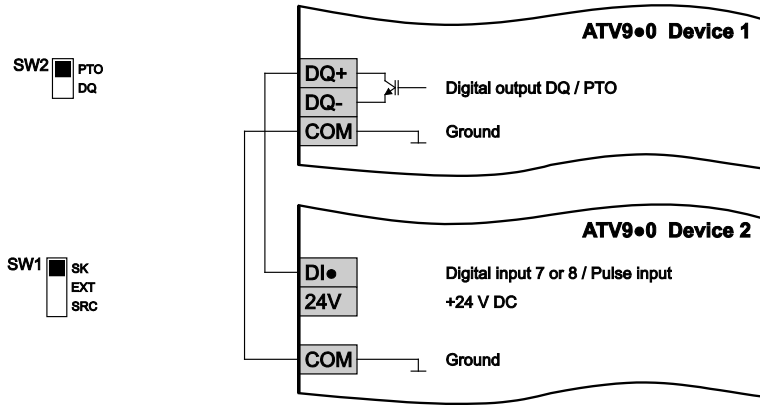 ATV9●0 Device 1
SW2 PTO
DQ
DQ+
DQ-
Digital output DQ / PTO
COM Ground
ATV9●0 Device 2
SW1 SK
EXT
SRC
DI● Digital input 7 or 8 / Pulse input
24V +24 V DC
COM Ground